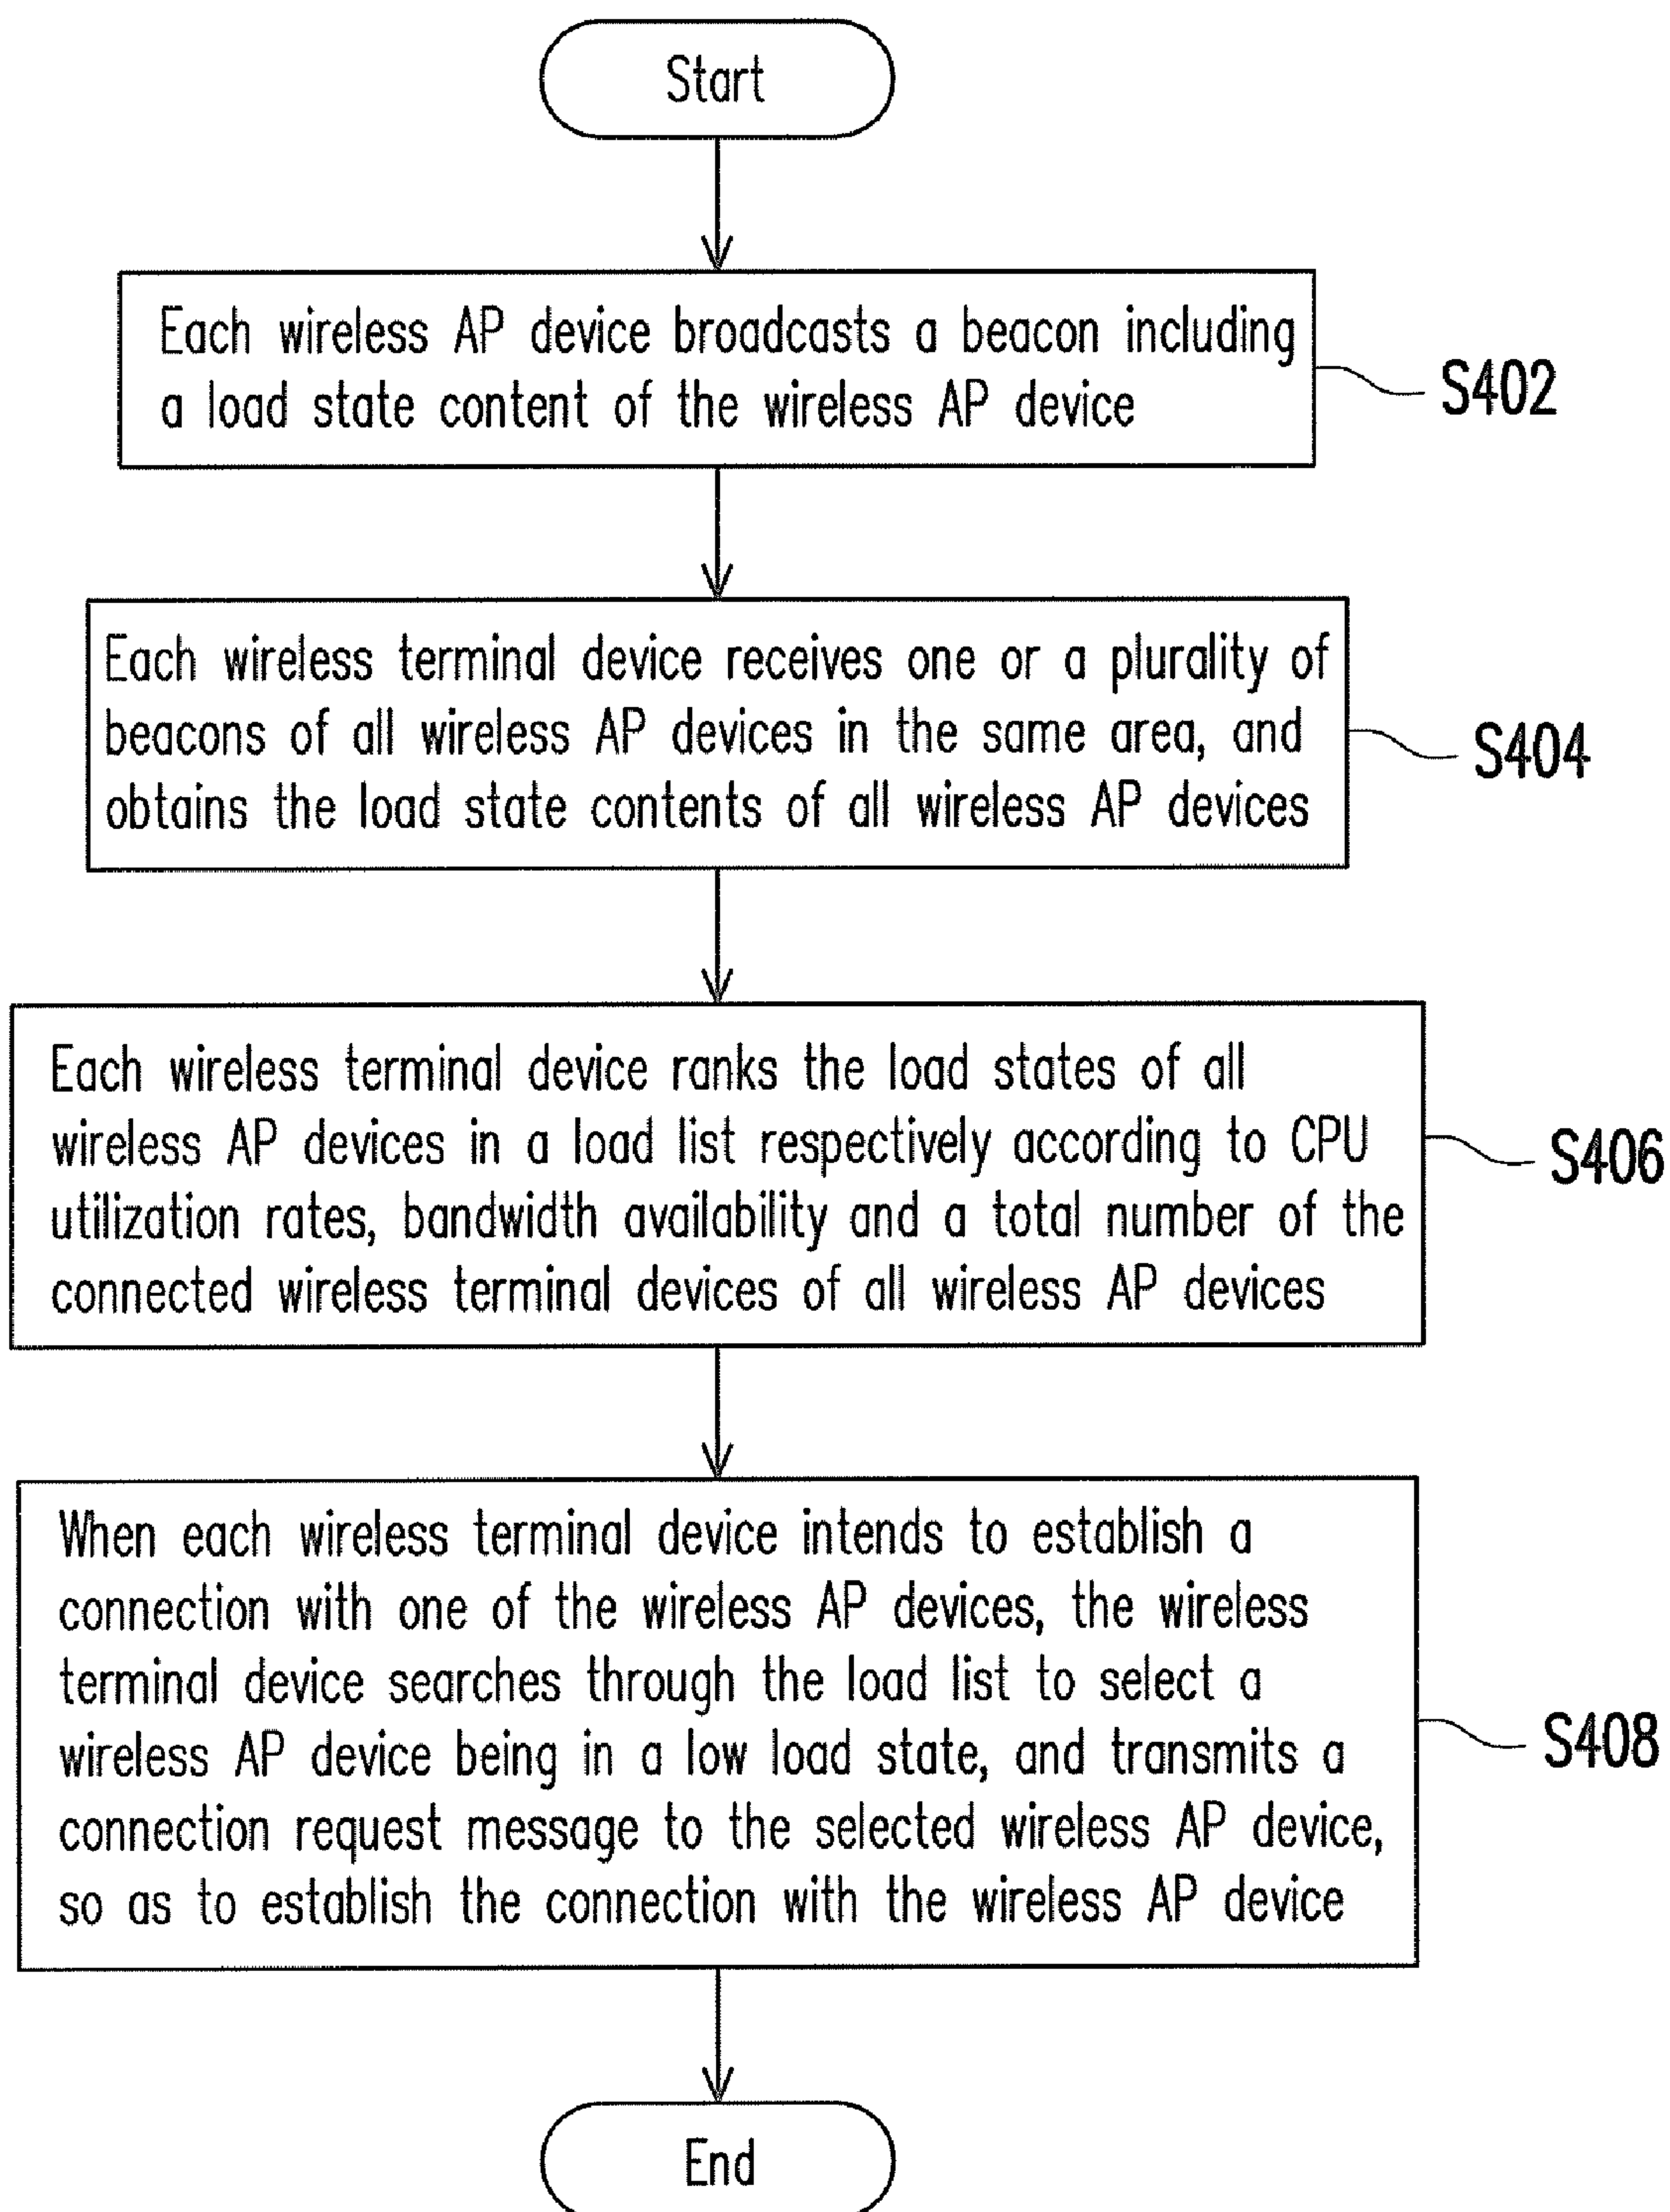 Start
Each wireless AP device broadcasts a beacon including
a load state content of the wireless AP device
S402
Each wireless terminal device receives one or a plurality of
beacons of all wireless AP devices in the same area, and
obtains the load state contents of all wireless AP devices
S404
Each wireless terminal device ranks the load states of all
wireless AP devices in a load list respectively according to CPU
utilization rates, bandwidth availability and a total number of the
connected wireless terminal devices of all wireless AP devices
S406
When each wireless terminal device intends to establish a
connection with one of the wireless AP devices, the wireless
terminal device searches through the load list to select a
wireless AP device being in a low load state, and transmits a
connection request message to the selected wireless AP device,
so as to establish the connection with the wireless AP device
S408
End